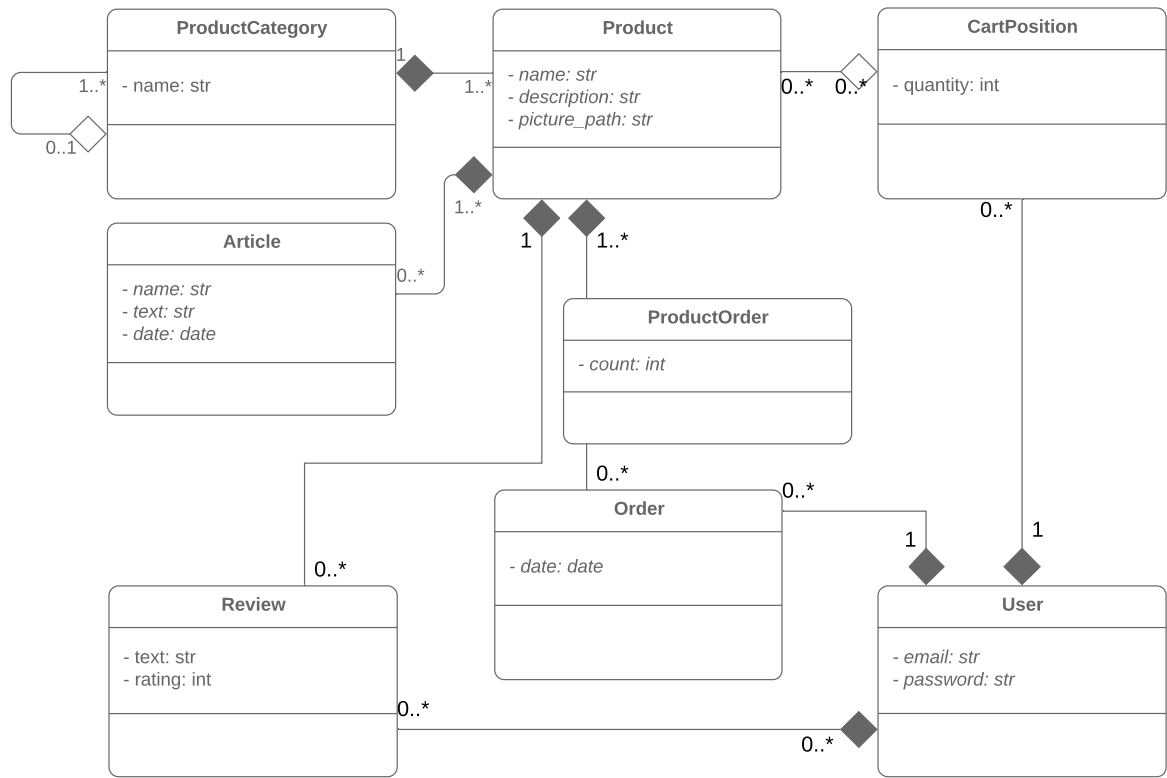 ProductCategory
- name: str
1..*
0..1
1
1..*
Product
- name: str
- description: str
- picture_path: str
0..*
0..*
CartPosition
- quantity: int
0..*
1..*
0..*
Article
- name: str
- text: str
- date: date
1
1..*
ProductOrder
- count: int
0..*
Order
- date: date
0..*
1
1
0..*
Review
- text: str
- rating: int
0..*
0..*
User
- email: str
- password: str